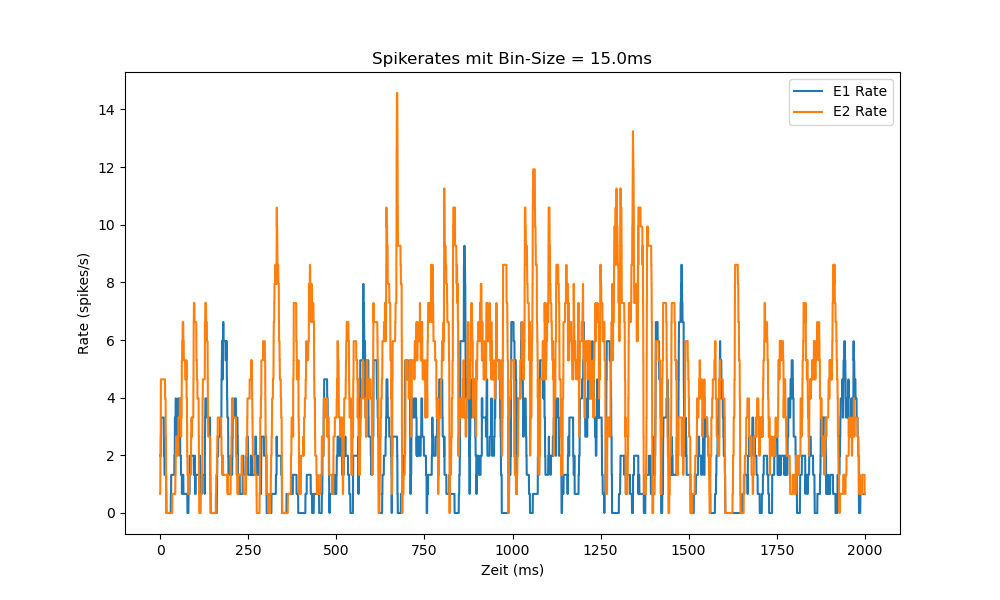 Spikerates mit Bin-Size = 15.0ms
E1 Rate
E2 Rate
Rate (spikes/s)
14
12
10
8
6
4
2
0
0 250 500 750 1000 1250 1500 1750 2000
Zeit (ms)